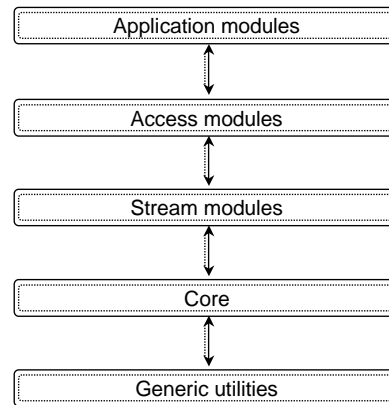 Application modules
Access modules
Stream modules
Core
Generic utilities